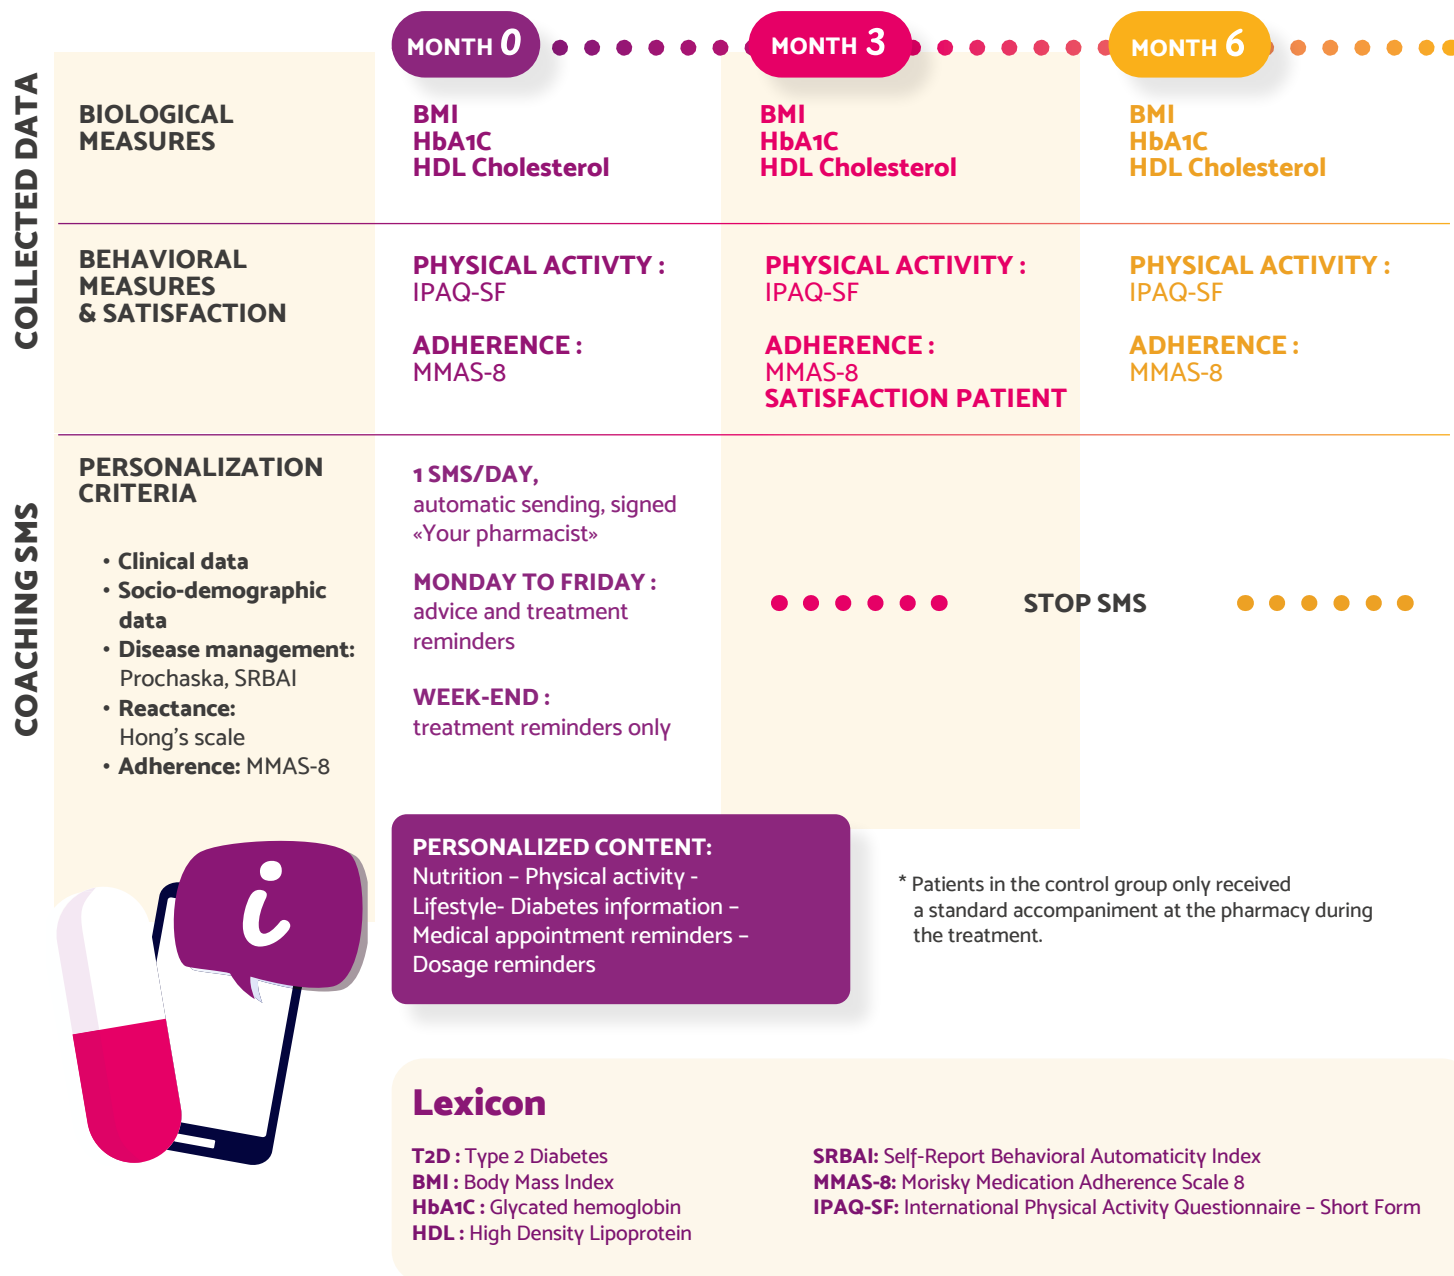 MONTH 0
MONTH 3
MONTH 6
COLLECTED DATA
BIOLOGICAL
MEASURES
BMI
HbA1C
HDL Cholesterol
BMI
HbA1C
HDL Cholesterol
BMI
HbA1C
HDL Cholesterol
BEHAVIORAL
MEASURES
& SATISFACTION
PHYSICAL ACTIVTY :
IPAQ-SF
ADHERENCE :
MMAS-8
PHYSICAL ACTIVITY :
IPAQ-SF
ADHERENCE :
MMAS-8
SATISFACTION PATIENT
PHYSICAL ACTIVITY :
IPAQ-SF
ADHERENCE :
MMAS-8
COACHING SMS
PERSONALIZATION
CRITERIA
• Clinical data
• Socio-demographic
data
• Disease management:
Prochaska, SRBAI
• Reactance:
Hong's scale
• Adherence: MMAS-8
1 SMS/DAY,
automatic sending, signed
«Your pharmacist»
MONDAY TO FRIDAY :
advice and treatment
reminders
WEEK-END :
treatment reminders only
STOP SMS
PERSONALIZED CONTENT:
Nutrition – Physical activity -
Lifestyle- Diabetes information –
Medical appointment reminders –
Dosage reminders
* Patients in the control group only received
a standard accompaniment at the pharmacy during
the treatment.
i
Lexicon
T2D : Type 2 Diabetes
BMI : Body Mass Index
HbA1C : Glycated hemoglobin
HDL : High Density Lipoprotein
SRBAI: Self-Report Behavioral Automaticity Index
MMAS-8: Morisky Medication Adherence Scale 8
IPAQ-SF: International Physical Activity Questionnaire – Short Form